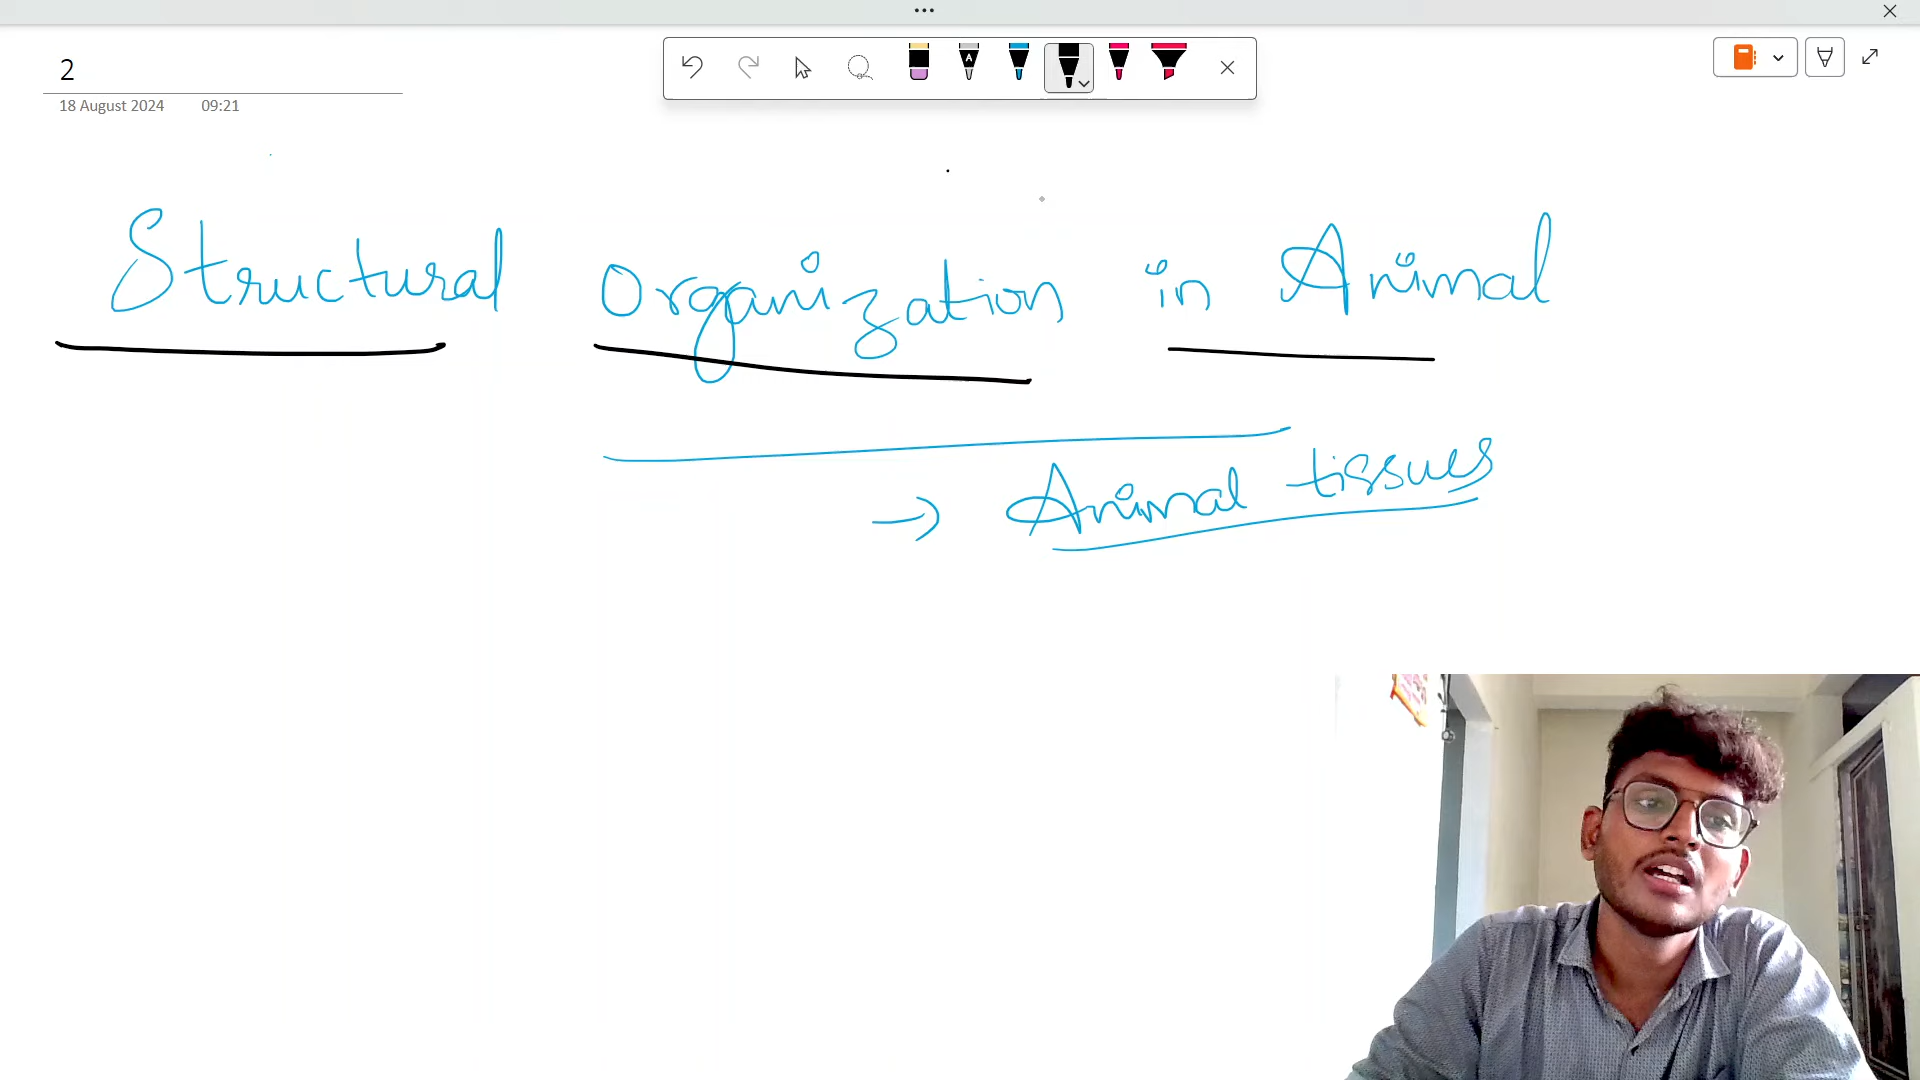 2
18 August 2024 09:21
A
Structural Organization in Animal
→ Animal tissues